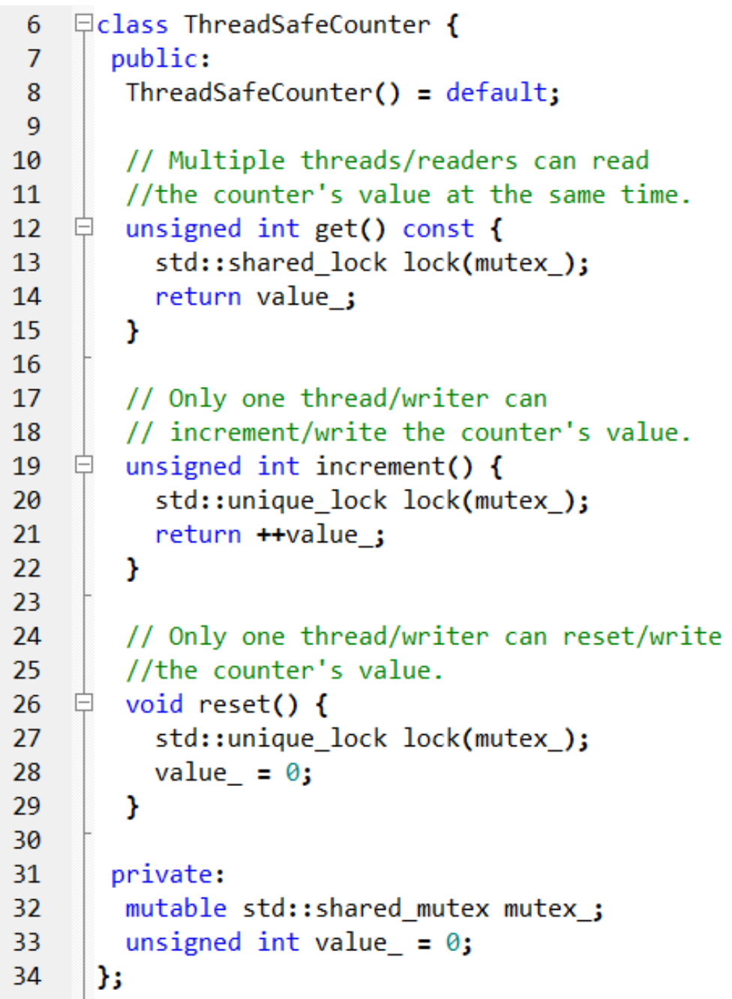 6 class ThreadSafeCounter {
7 public:
8 ThreadSafeCounter() = default;
9
10 // Multiple threads/readers can read
11 //the counter's value at the same time.
12 unsigned int get() const {
13 std::shared_lock lock(mutex_);
14 return value_;
15 }
16
17 // Only one thread/writer can
18 // increment/write the counter's value.
19 unsigned int increment() {
20 std::unique_lock lock(mutex_);
21 return ++value_;
22 }
23
24 // Only one thread/writer can reset/write
25 //the counter's value.
26 void reset() {
27 std::unique_lock lock(mutex_);
28 value_ = 0;
29 }
30
31 private:
32 mutable std::shared_mutex mutex_;
33 unsigned int value_ = 0;
34 };